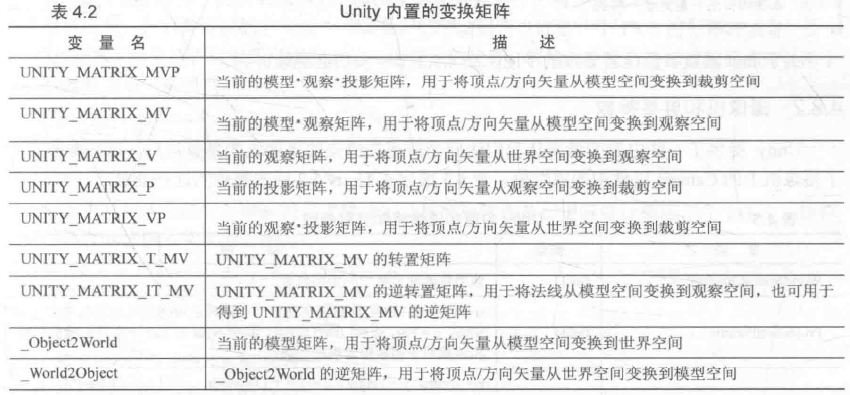 表 4.2 Unity 内置的变换矩阵
变 量 名 描 述
UNITY_MATRIX_MVP 当前的模型·观察·投影矩阵，用于将顶点/方向矢量从模型空间变换到裁剪空间
UNITY_MATRIX_MV 当前的模型·观察矩阵，用于将顶点/方向矢量从模型空间变换到观察空间
UNITY_MATRIX_V 当前的观察矩阵，用于将顶点/方向矢量从世界空间变换到观察空间
UNITY_MATRIX_P 当前的投影矩阵，用于将顶点/方向矢量从观察空间变换到裁剪空间
UNITY_MATRIX_VP 当前的观察·投影矩阵，用于将顶点/方向矢量从世界空间变换到裁剪空间
UNITY_MATRIX_T_MV UNITY_MATRIX_MV 的转置矩阵
UNITY_MATRIX_IT_MV UNITY_MATRIX_MV 的逆转置矩阵，用于将法线从模型空间变换到观察空间，也可用于
得到 UNITY_MATRIX_MV 的逆矩阵
_Object2World 当前的模型矩阵，用于将顶点/方向矢量从模型空间变换到世界空间
_World2Object _Object2World 的逆矩阵，用于将顶点/方向矢量从世界空间变换到模型空间